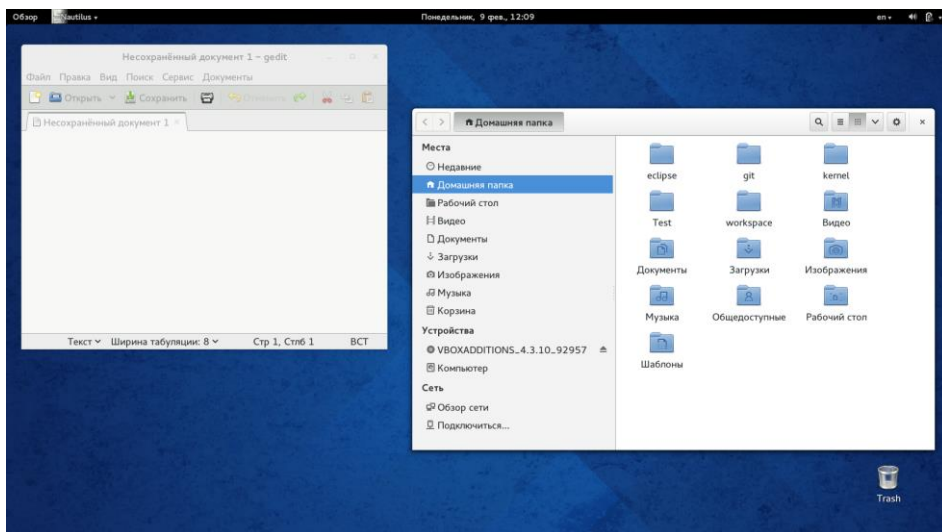 Обзор Nautilus Понедельник, 9 фев., 12:09 en
Несохранённый документ 1 – gedit
Файл Правка Вид Поиск Сервис Документы
Открыть Сохранить Отменить
Несохранённый документ 1
Текст Ширина табуляции: 8 Стр 1, Стлб 1 ВСТ
Домашняя папка
Места
Недавние
Домашняя папка
Рабочий стол
Видео
Документы
Загрузки
Изображения
Музыка
Корзина
Устройства
VBOXADDITIONS_4.3.10_92957
Компьютер
Сеть
Обзор сети
Подключиться...
eclipse git kernel
Test workspace Видео
Документы Загрузки Изображения
Музыка Общедоступные Рабочий стол
Шаблоны
Trash